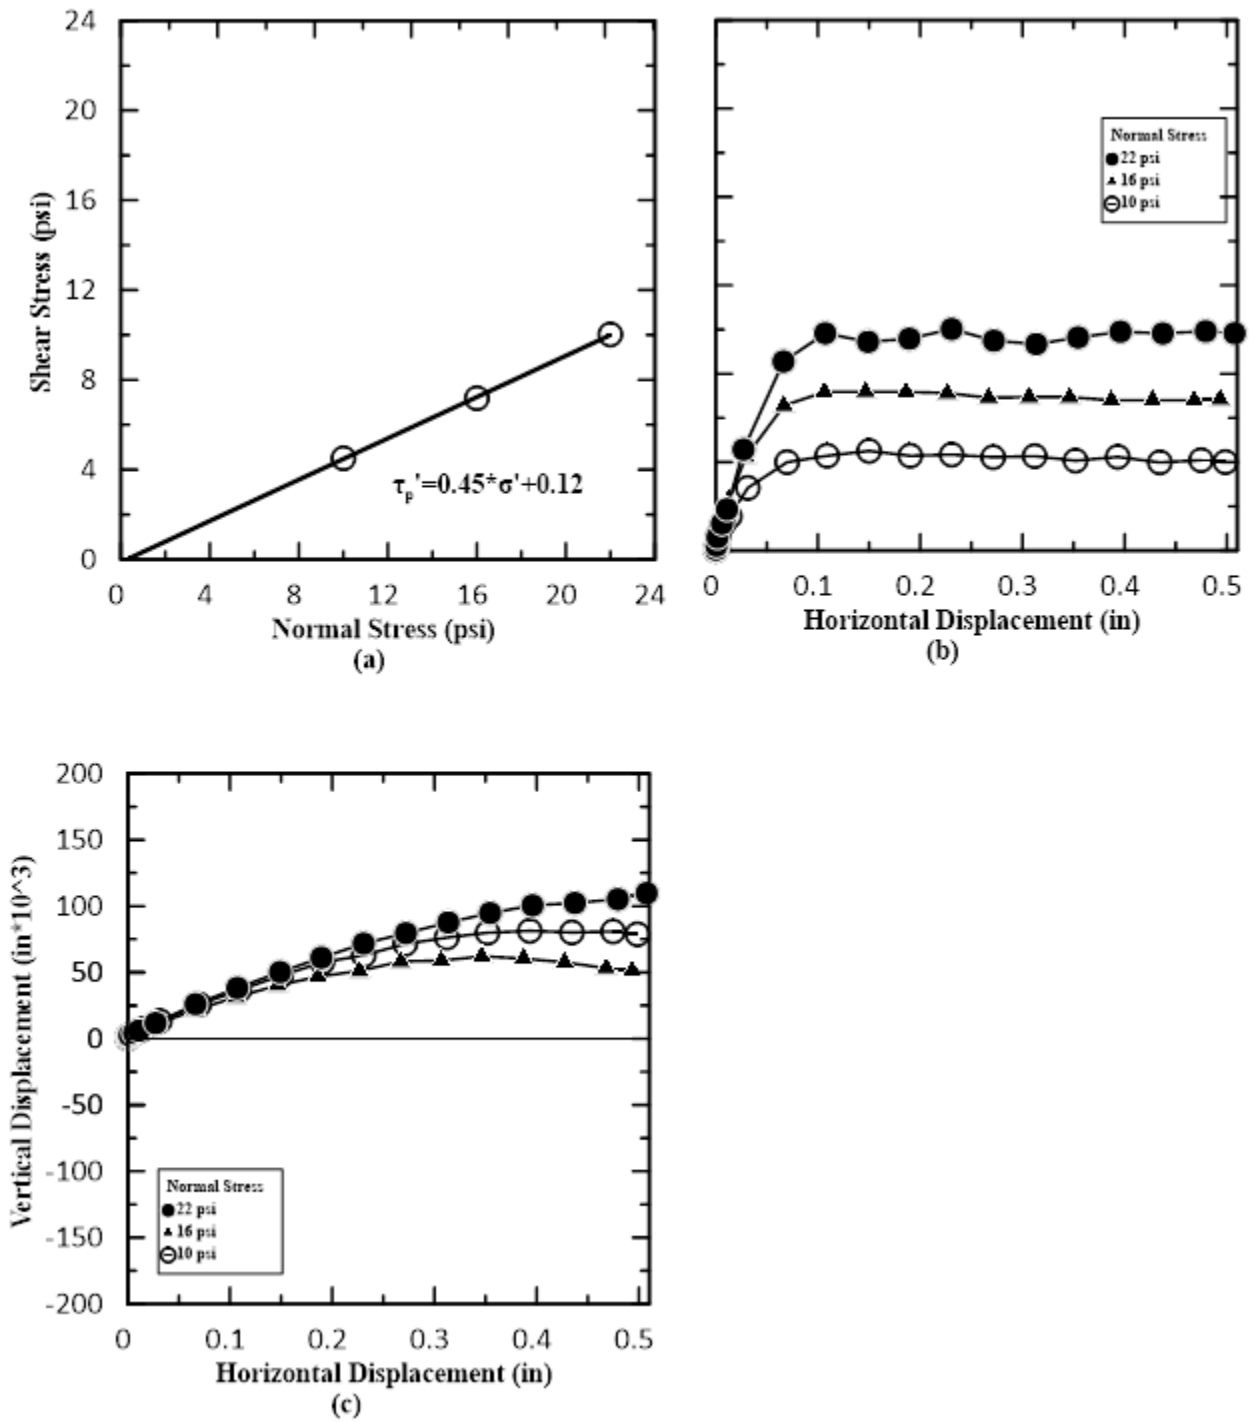 24
20
16
12
8
4
0
Shear Stress (psi)
τp'=0.45*σ'+0.12
0 4 8 12 16 20 24
Normal Stress (psi)
(a)
Normal Stress
22 psi
16 psi
10 psi
0 0.1 0.2 0.3 0.4 0.5
Horizontal Displacement (in)
(b)
200
150
100
50
0
-50
-100
-150
-200
Vertical Displacement (in*10^3)
Normal Stress
22 psi
16 psi
10 psi
0 0.1 0.2 0.3 0.4 0.5
Horizontal Displacement (in)
(c)